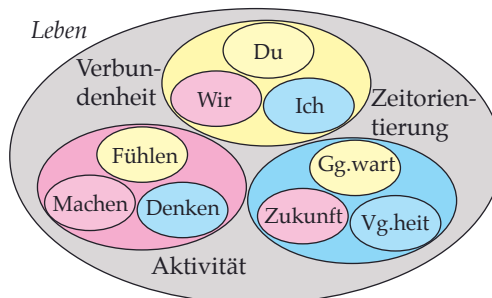 Leben
Du
Verbun-
denheit
Wir
Ich
Zeitorien-
tierung
Fühlen
Gg.wart
Machen
Denken
Zukunft
Vg.heit
Aktivität